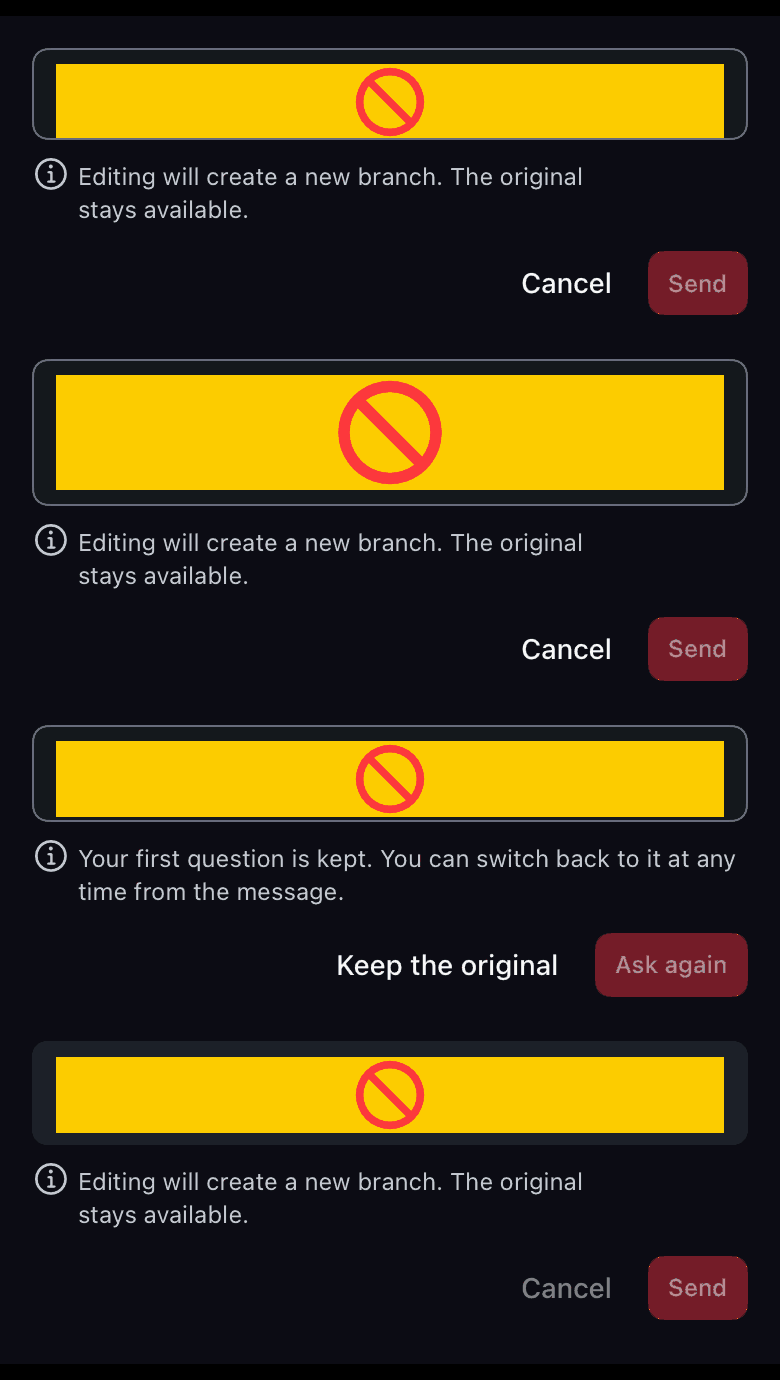 Editing will create a new branch. The original
stays available.
Cancel
Send
Editing will create a new branch. The original
stays available.
Cancel
Send
Your first question is kept. You can switch back to it at any
time from the message.
Keep the original
Ask again
Editing will create a new branch. The original
stays available.
Cancel
Send